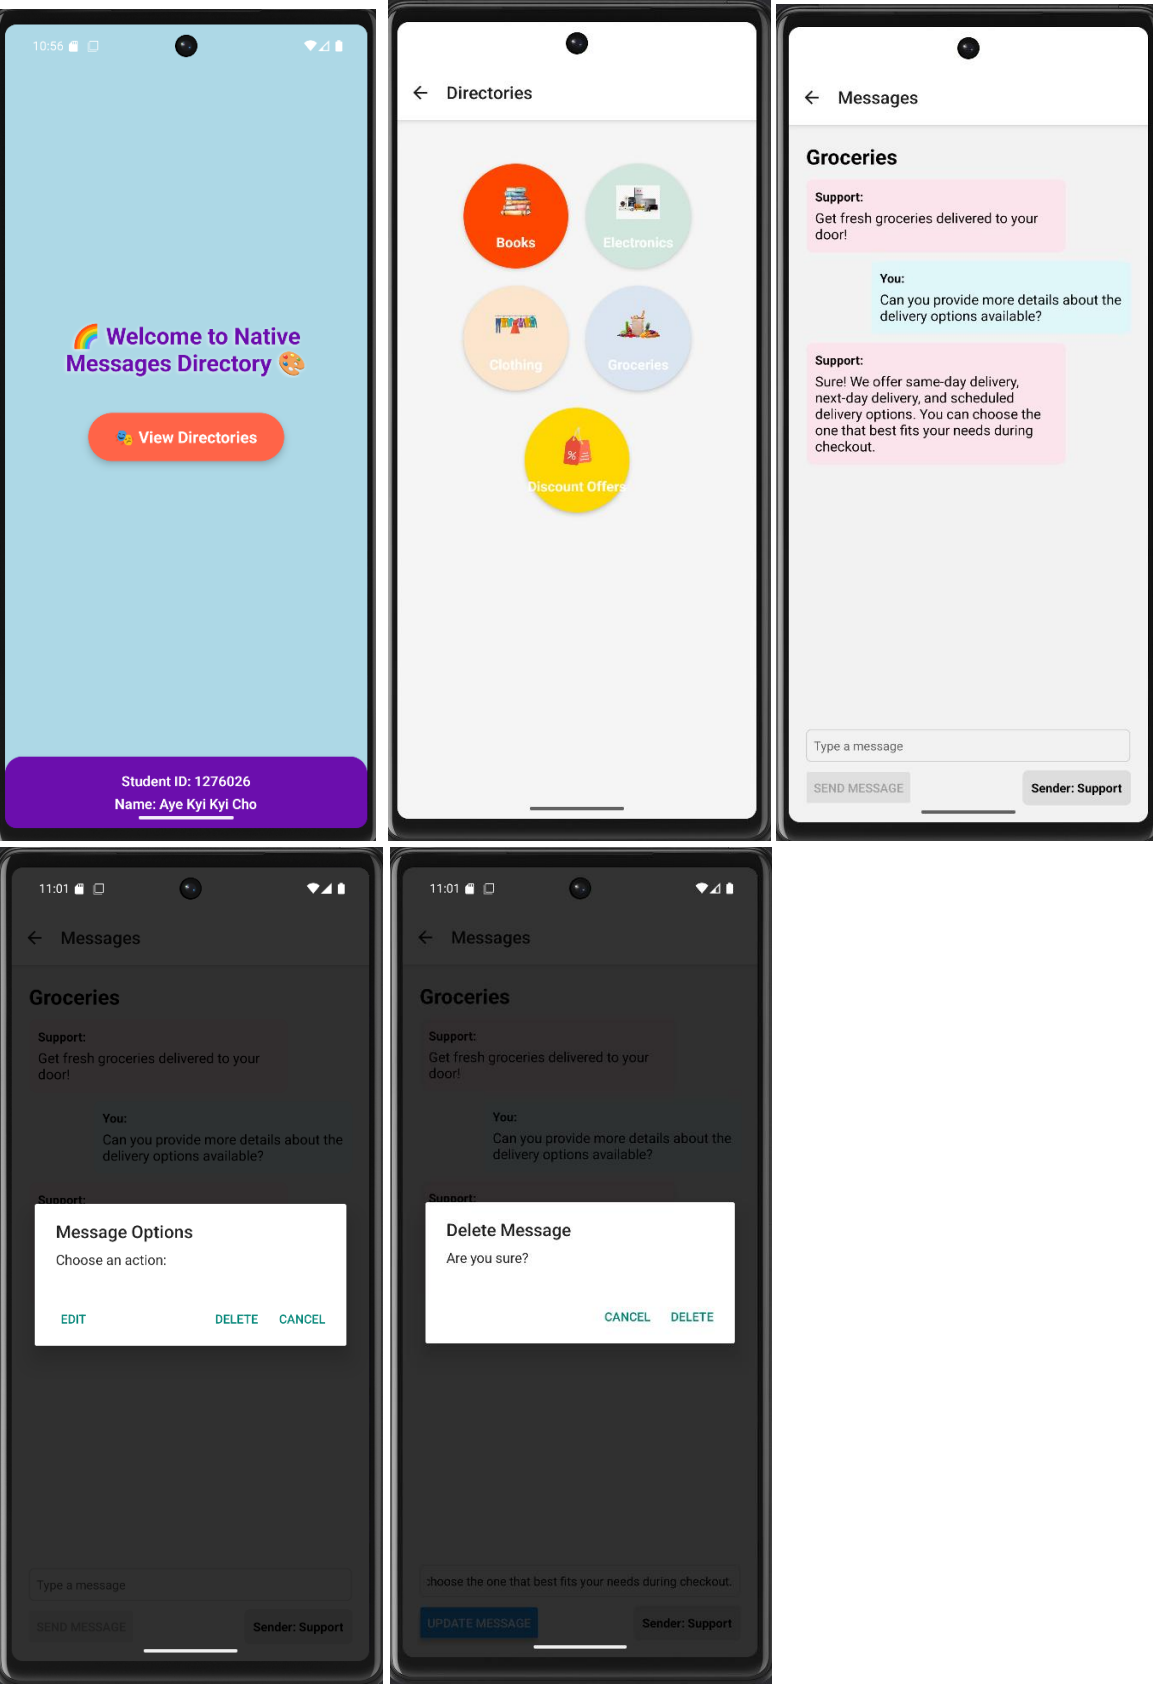 10:56
🌈 Welcome to Native
Messages Directory 🎨
🎭 View Directories
Student ID: 1276026
Name: Aye Kyi Kyi Cho
← Directories
Books
Electronics
Clothing
Groceries
%
Discount Offers
← Messages
Groceries
Support:
Get fresh groceries delivered to your
door!
You:
Can you provide more details about the
delivery options available?
Support:
Sure! We offer same-day delivery,
next-day delivery, and scheduled
delivery options. You can choose the
one that best fits your needs during
checkout.
Type a message
SEND MESSAGE
Sender: Support
11:01
← Messages
Groceries
Support:
Get fresh groceries delivered to your
door!
You:
Can you provide more details about the
delivery options available?
Support:
Message Options
Choose an action:
EDIT
DELETE
CANCEL
Type a message
SEND MESSAGE
Sender: Support
11:01
← Messages
Groceries
Support:
Get fresh groceries delivered to your
door!
You:
Can you provide more details about the
delivery options available?
Support:
Delete Message
Are you sure?
CANCEL
DELETE
choose the one that best fits your needs during checkout.
UPDATE MESSAGE
Sender: Support